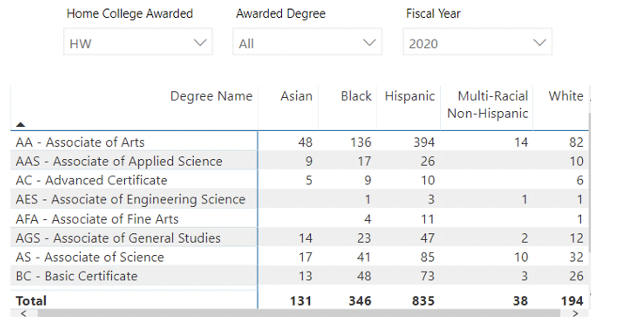 Home College Awarded Awarded Degree Fiscal Year
HW All 2020
Degree Name Asian Black Hispanic Multi-Racial Non-Hispanic White
AA - Associate of Arts 48 136 394 14 82
AAS - Associate of Applied Science 9 17 26 10
AC - Advanced Certificate 5 9 10 6
AES - Associate of Engineering Science 1 3 1 1
AFA - Associate of Fine Arts 4 11 1
AGS - Associate of General Studies 14 23 47 2 12
AS - Associate of Science 17 41 85 10 32
BC - Basic Certificate 13 48 73 3 26
Total 131 346 835 38 194